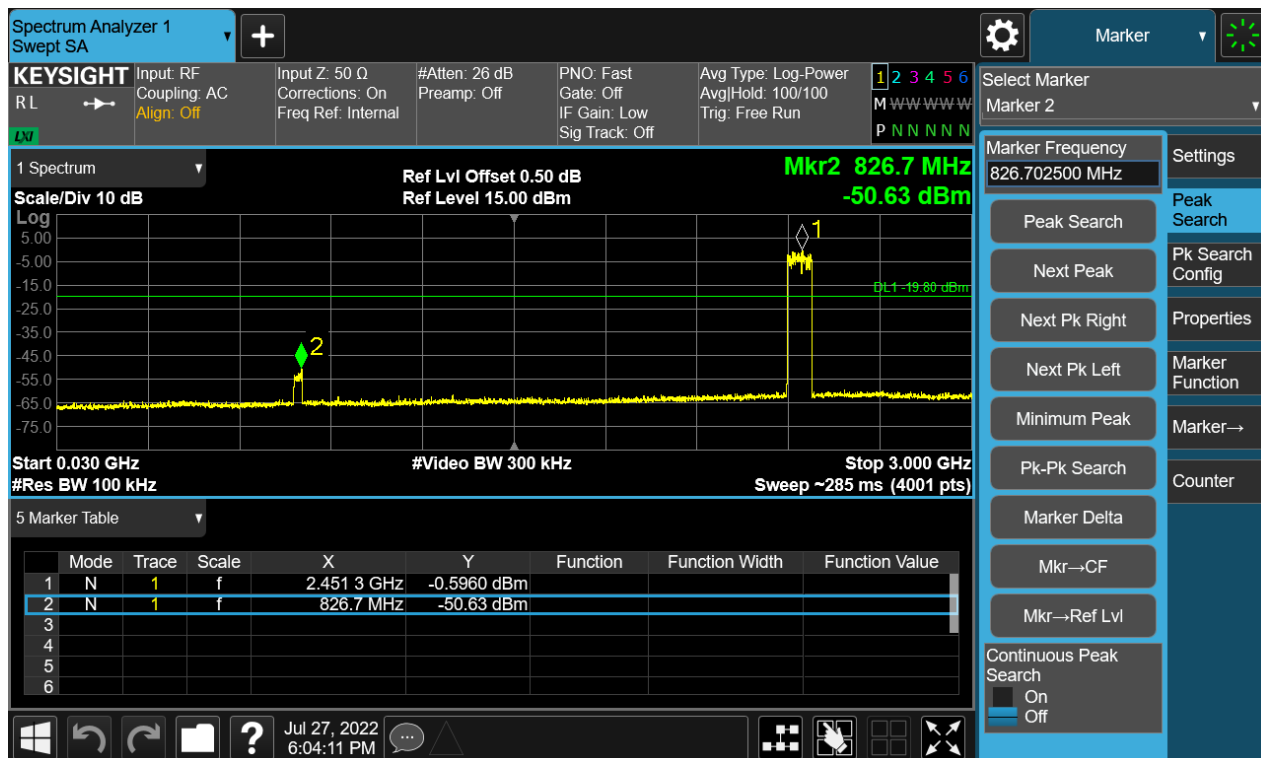 Spectrum Analyzer 1
Swept SA
+
Marker
KEYSIGHT
R L
LXI
Input: RF
Coupling: AC
Align: Off
Input Z: 50 Ω
Corrections: On
Freq Ref: Internal
#Atten: 26 dB
Preamp: Off
PNO: Fast
Gate: Off
IF Gain: Low
Sig Track: Off
Avg Type: Log-Power
Avg|Hold: 100/100
Trig: Free Run
1 2 3 4 5 6
M W W W W W
P N N N N N
Select Marker
Marker 2
1 Spectrum
Scale/Div 10 dB
Ref Lvl Offset 0.50 dB
Ref Level 15.00 dBm
Mkr2 826.7 MHz
-50.63 dBm
Log
5.00
-5.00
-15.0
-25.0
-35.0
-45.0
-55.0
-65.0
-75.0
1
DL1 -19.80 dBm
2
Start 0.030 GHz
#Res BW 100 kHz
#Video BW 300 kHz
Stop 3.000 GHz
Sweep ~285 ms (4001 pts)
Marker Frequency
826.702500 MHz
Peak Search
Next Peak
Next Pk Right
Next Pk Left
Minimum Peak
Pk-Pk Search
Marker Delta
Mkr→CF
Mkr→Ref Lvl
Continuous Peak
Search
On
Off
Settings
Peak
Search
Pk Search
Config
Properties
Marker
Function
Marker→
Counter
5 Marker Table
Mode Trace Scale X Y Function Function Width Function Value
1 N 1 f 2.451 3 GHz -0.5960 dBm
2 N 1 f 826.7 MHz -50.63 dBm
3
4
5
6
?
Jul 27, 2022
6:04:11 PM